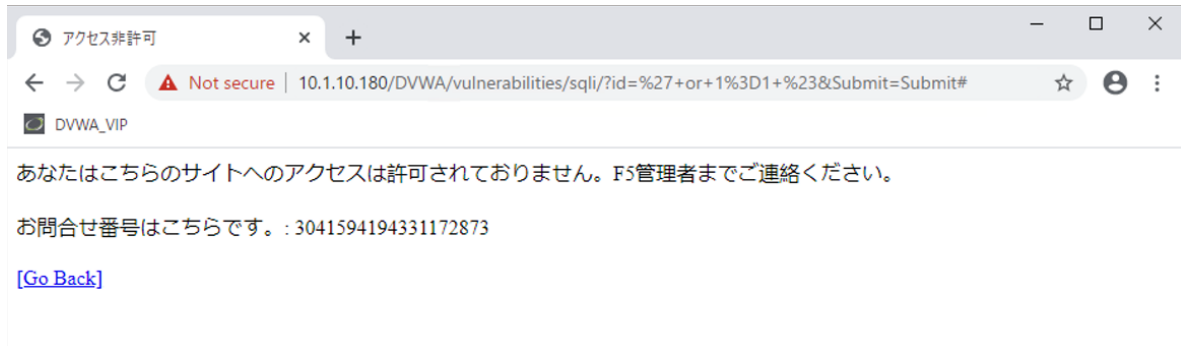 アクセス非許可
Not secure | 10.1.10.180/DVWA/vulnerabilities/sqli/?id=%27+or+1%3D1+%23&Submit=Submit#
DVWA_VIP
あなたはこちらのサイトへのアクセスは許可されておりません。F5管理者までご連絡ください。
お問合せ番号はこちらです。: 3041594194331172873
[Go Back]